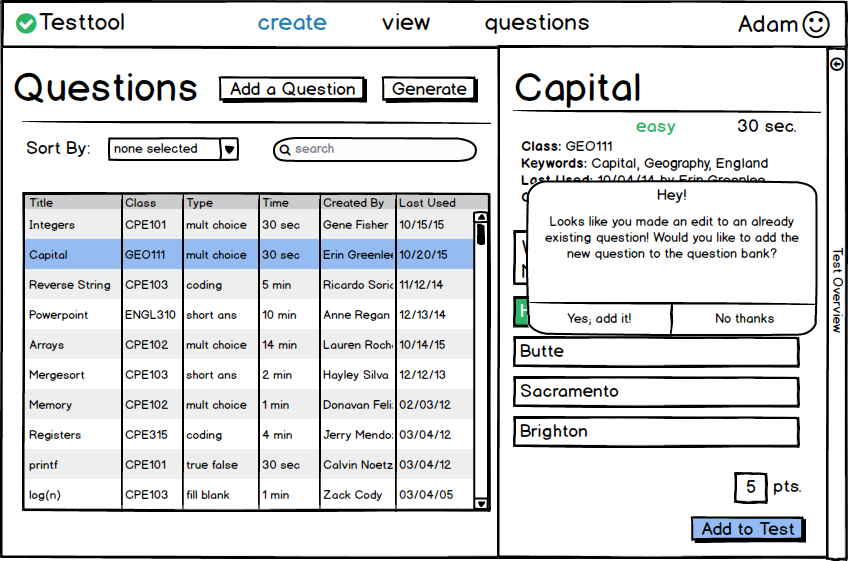 Testtool create view questions Adam
Questions Add a Question Generate
Sort By: none selected search
Title Class Type Time Created By Last Used
Integers CPE101 mult choice 30 sec Gene Fisher 10/15/15
Capital GEO111 mult choice 30 sec Erin Greenlee 10/20/15
Reverse String CPE103 coding 5 min Ricardo Soric 11/12/14
Powerpoint ENGL310 short ans 10 min Anne Regan 12/13/14
Arrays CPE102 mult choice 14 min Lauren Roch 10/14/15
Mergesort CPE103 short ans 2 min Hayley Silva 12/12/13
Memory CPE102 mult choice 1 min Donavan Feli 02/03/12
Registers CPE315 coding 4 min Jerry Mendo 03/04/12
printf CPE101 true false 30 sec Calvin Noetz 03/04/12
log(n) CPE103 fill blank 1 min Zack Cody 03/04/05
Capital
easy 30 sec.
Class: GEO111
Keywords: Capital, Geography, England
Last Used: 10/04/14 by Erin Greenlee
Hey!
Looks like you made an edit to an already
existing question! Would you like to add the
new question to the question bank?
Yes, add it! No thanks
Butte
Sacramento
Brighton
5 pts.
Add to Test
Test Overview